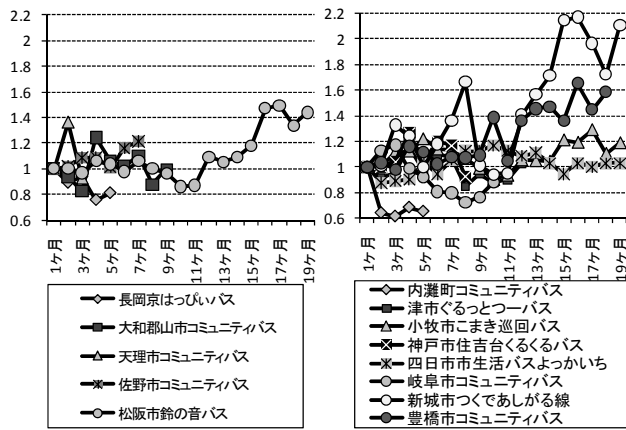 2.2
2
1.8
1.6
1.4
1.2
1
0.8
0.6
1ヶ月
3ヶ月
5ヶ月
7ヶ月
9ヶ月
11ヶ月
13ヶ月
15ヶ月
17ヶ月
19ヶ月
長岡京はっぴぃバス
大和郡山市コミュニティバス
天理市コミュニティバス
佐野市コミュニティバス
松阪市鈴の音バス
2.2
2
1.8
1.6
1.4
1.2
1
0.8
0.6
1ヶ月
3ヶ月
5ヶ月
7ヶ月
9ヶ月
11ヶ月
13ヶ月
15ヶ月
17ヶ月
19ヶ月
内灘町コミュニティバス
津市ぐるっとつーバス
小牧市こまき巡回バス
神戸市住吉台くるくるバス
四日市市生活バスよっかいち
岐阜市コミュニティバス
新城市つくであしがる線
豊橋市コミュニティバス